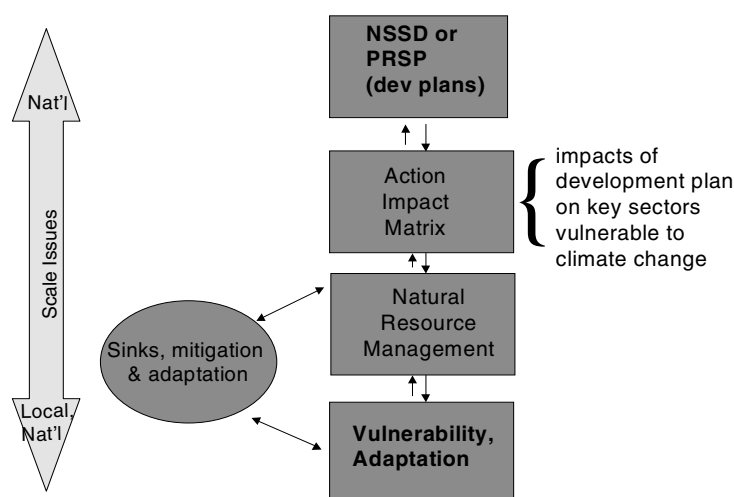 NSSD or
PRSP
(dev plans)
Nat'l
Action
Impact
Matrix
{
impacts of
development plan
on key sectors
vulnerable to
climate change
Scale Issues
Natural
Resource
Management
Sinks, mitigation
& adaptation
Local,
Nat'l
Vulnerability,
Adaptation